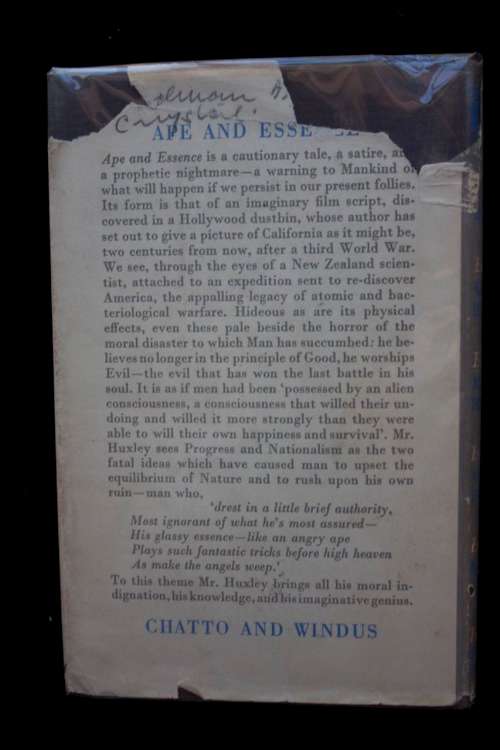 APE AND ESSE CE
Ape and Essence is a cautionary tale, a satire, an
a prophetic nightmare—a warning to Mankind of
what will happen if we persist in our present follies.
Its form is that of an imaginary film script, dis-
covered in a Hollywood dustbin, whose author has
set out to give a picture of California as it might be,
two centuries from now, after a third World War.
We see, through the eyes of a New Zealand scien-
tist, attached to an expedition sent to re-discover
America, the appalling legacy of atomic and bac-
teriological warfare. Hideous as are its physical
effects, even these pale beside the horror of the
moral disaster to which Man has succumbed: he be-
lieves no longer in the principle of Good, he worships
Evil—the evil that has won the last battle in his
soul. It is as if men had been 'possessed by an alien
consciousness, a consciousness that willed their un-
doing and willed it more strongly than they were
able to will their own happiness and survival'. Mr.
Huxley sees Progress and Nationalism as the two
fatal ideas which have caused man to upset the
equilibrium of Nature and to rush upon his own
ruin—man who,
'drest in a little brief authority,
Most ignorant of what he's most assured—
His glassy essence—like an angry ape
Plays such fantastic tricks before high heaven
As make the angels weep.'
To this theme Mr. Huxley brings all his moral in-
dignation, his knowledge, and his imaginative genius.
CHATTO AND WINDUS